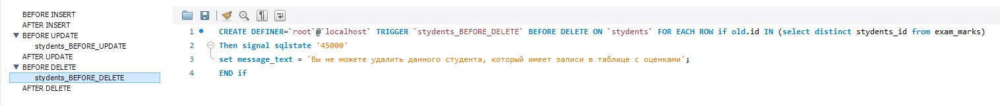 BEFORE INSERT
AFTER INSERT
BEFORE UPDATE
stydents_BEFORE_UPDATE
AFTER UPDATE
BEFORE DELETE
stydents_BEFORE_DELETE
AFTER DELETE
1 CREATE DEFINER=`root`@`localhost` TRIGGER `stydents_BEFORE_DELETE` BEFORE DELETE ON `students` FOR EACH ROW if old.id IN (select distinct students_id from exam_marks)
2 Then signal sqlstate '45000'
3 set message_text = 'Вы не можете удалить данного студента, который имеет записи в таблице с оценками';
4 END if